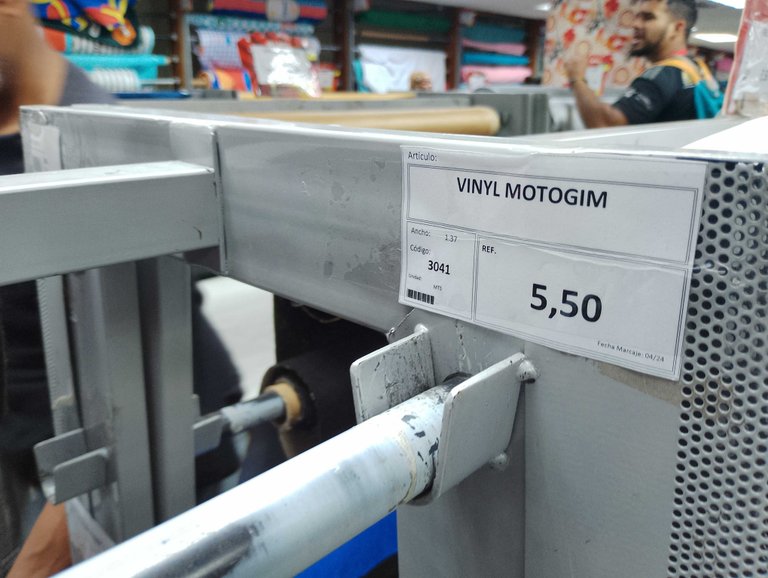 Artículo:
VINYL MOTOGIM
Ancho: 1.37
Código:
3041
Unidad:
MTS
REF.
5,50
Fecha Marcaje: 04/24